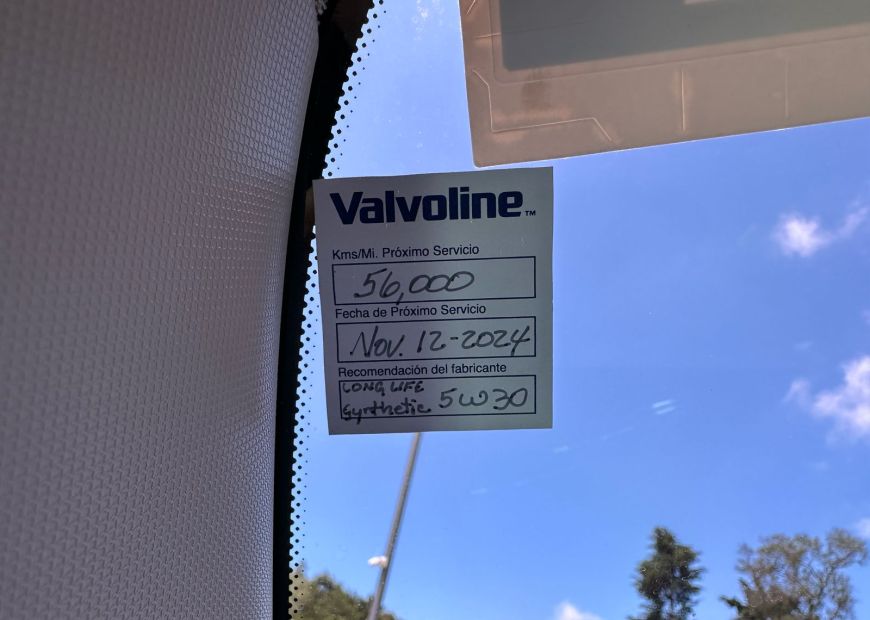 Valvoline™
Kms/Mi. Próximo Servicio
56,000
Fecha de Próximo Servicio
Nov. 12-2024
Recomendación del fabricante
LONG LIFE
Synthetic 5W30